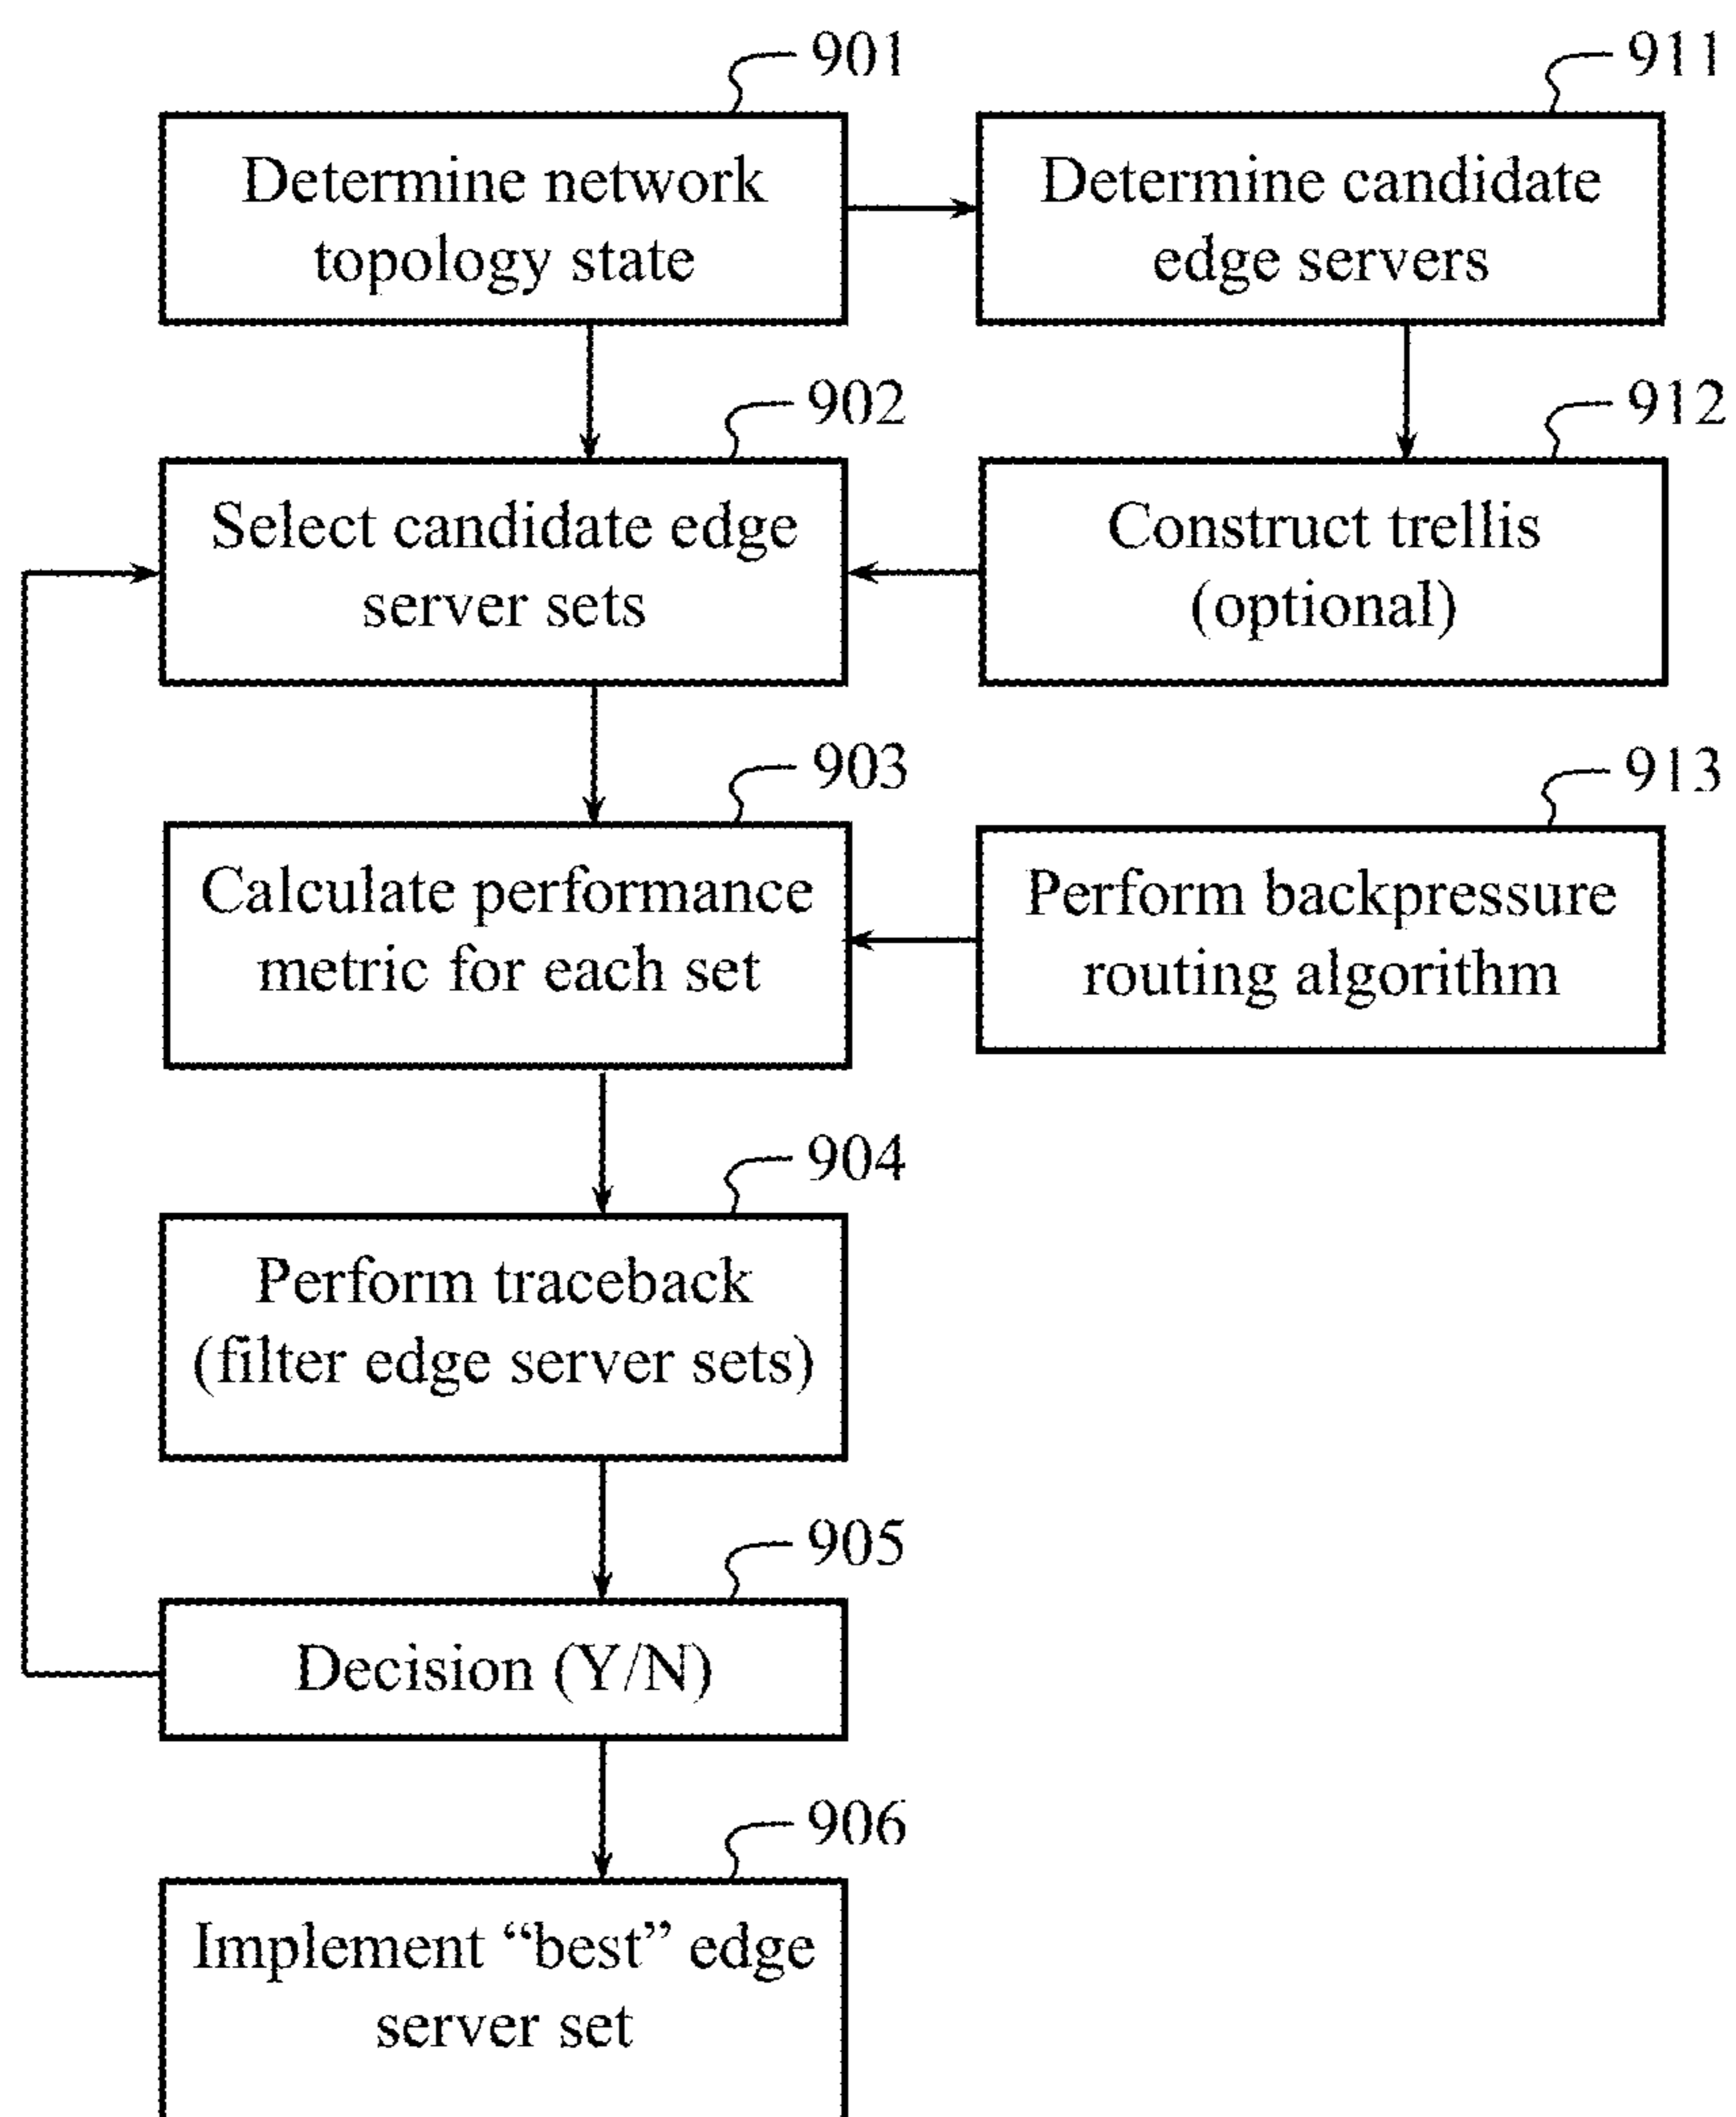 901
Determine network
topology state
911
Determine candidate
edge servers
902
Select candidate edge
server sets
912
Construct trellis
(optional)
903
Calculate performance
metric for each set
913
Perform backpressure
routing algorithm
904
Perform traceback
(filter edge server sets)
905
Decision (Y/N)
906
Implement “best” edge
server set